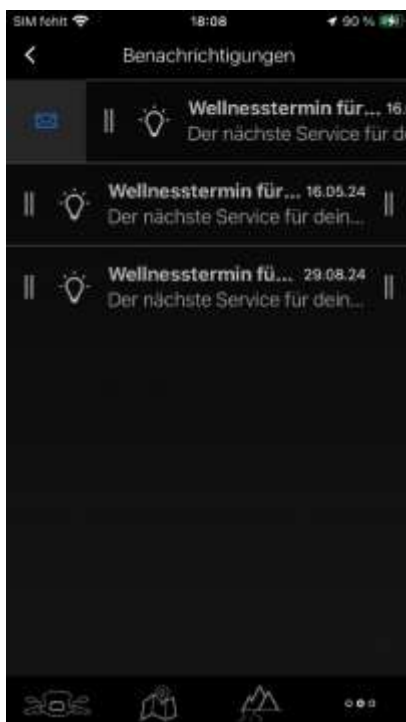 SIM fehlt 18:08 90 %
Benachrichtigungen
Wellnesstermin für... 16.
Der nächste Service für d
Wellnesstermin für... 16.05.24
Der nächste Service für dein...
Wellnesstermin fü... 29.08.24
Der nächste Service für dein...